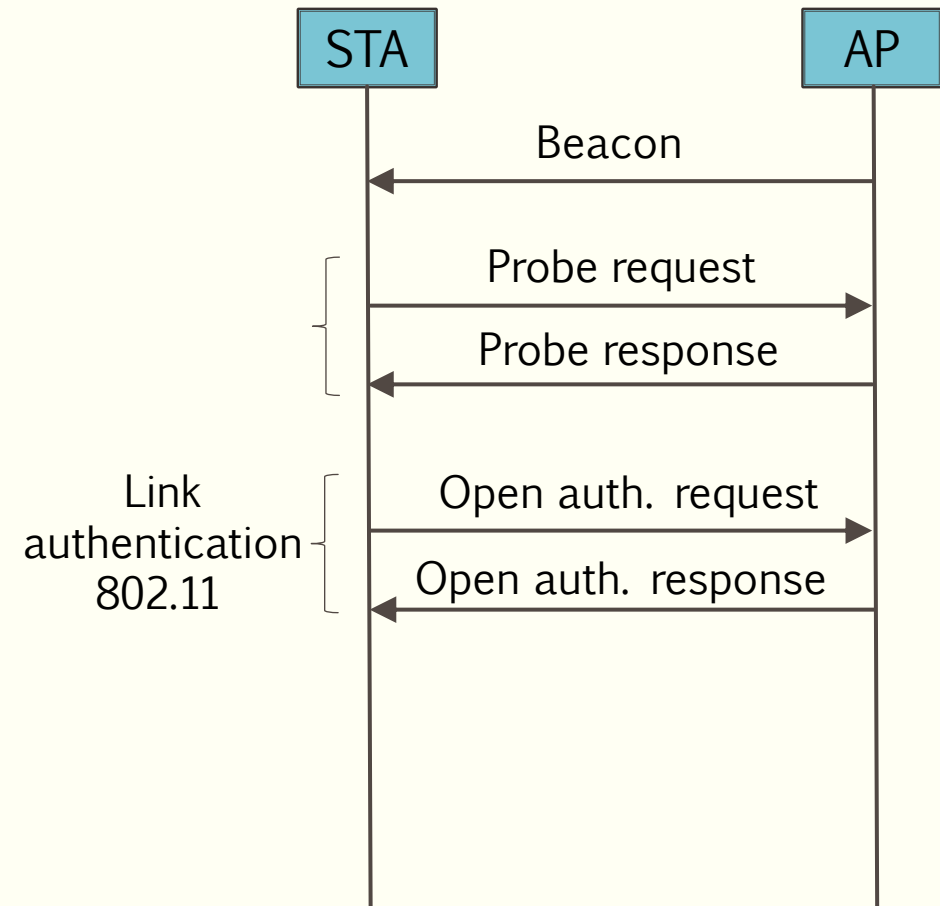 STA
AP
Beacon
Probe request
Probe response
Link
authentication
802.11
Open auth. request
Open auth. response